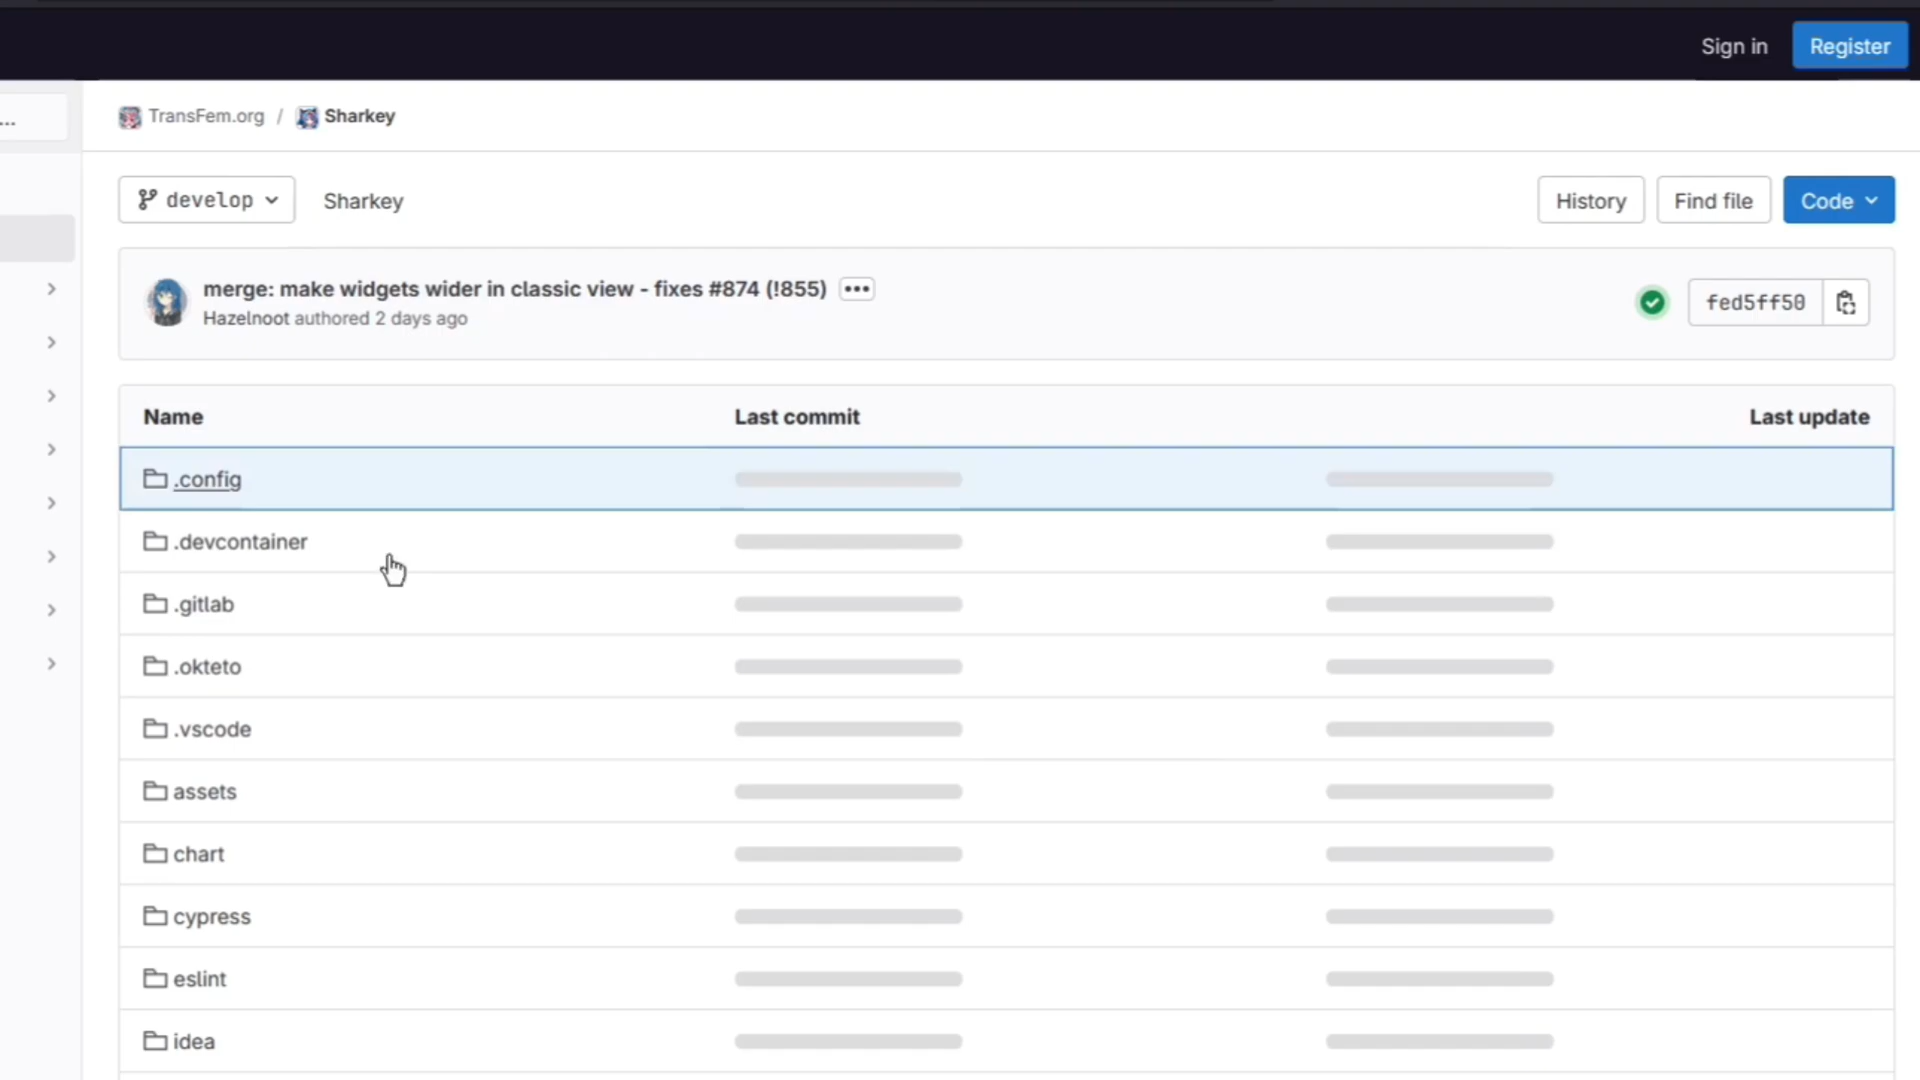 Sign in
Register
...
TransFem.org / Sharkey
develop
Sharkey
History
Find file
Code
merge: make widgets wider in classic view - fixes #874 (!855)
Hazelnoot authored 2 days ago
fed5ff50
Name
Last commit
Last update
.config
.devcontainer
.gitlab
.okteto
.vscode
assets
chart
cypress
eslint
idea